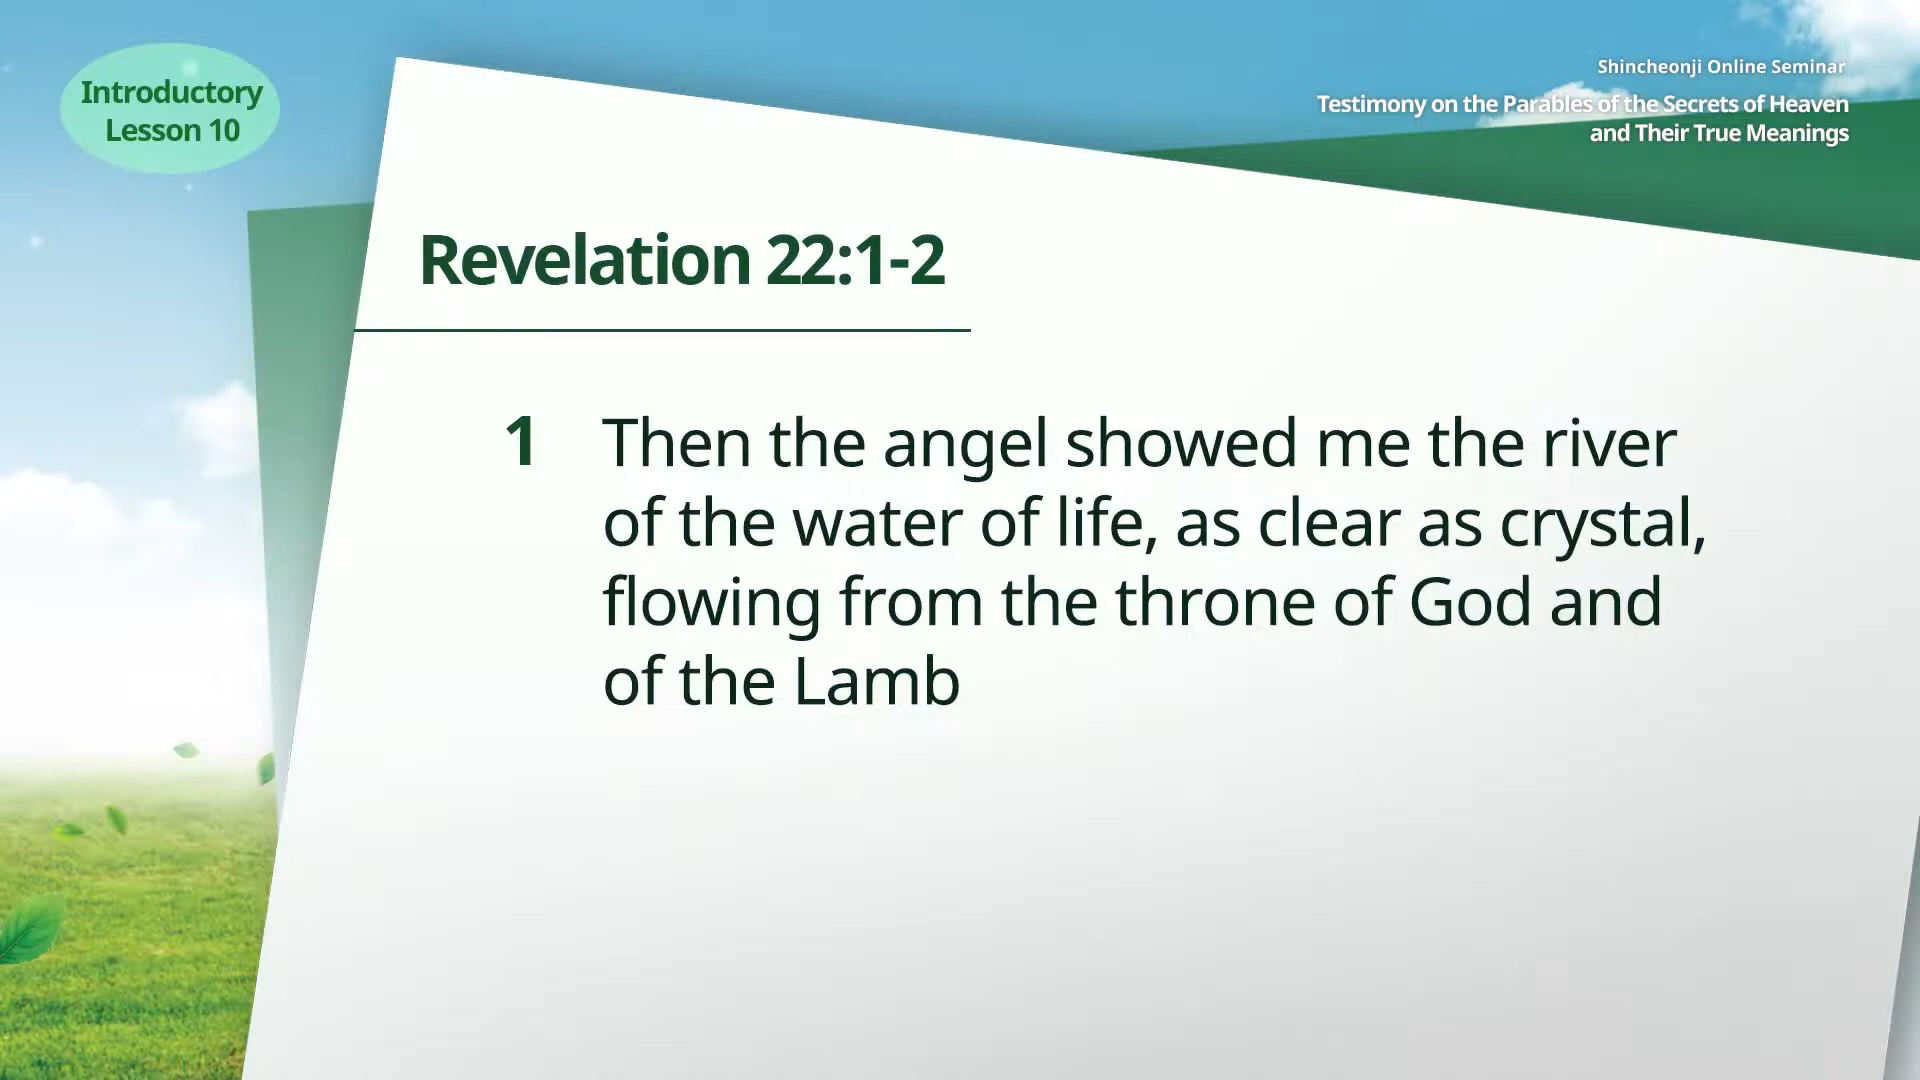 Introductory
Lesson 10
Shincheonji Online Seminar
Testimony on the Parables of the Secrets of Heaven
and Their True Meanings
Revelation 22:1-2
1 Then the angel showed me the river
of the water of life, as clear as crystal,
flowing from the throne of God and
of the Lamb